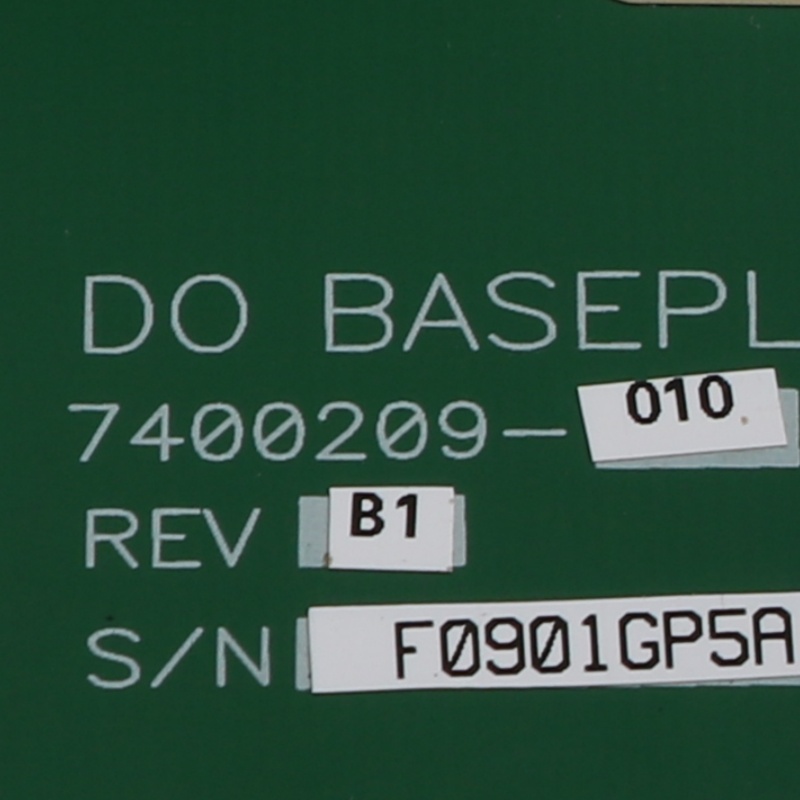 DO BASEPL
7400209-010
REV B1
S/N F0901GP5A